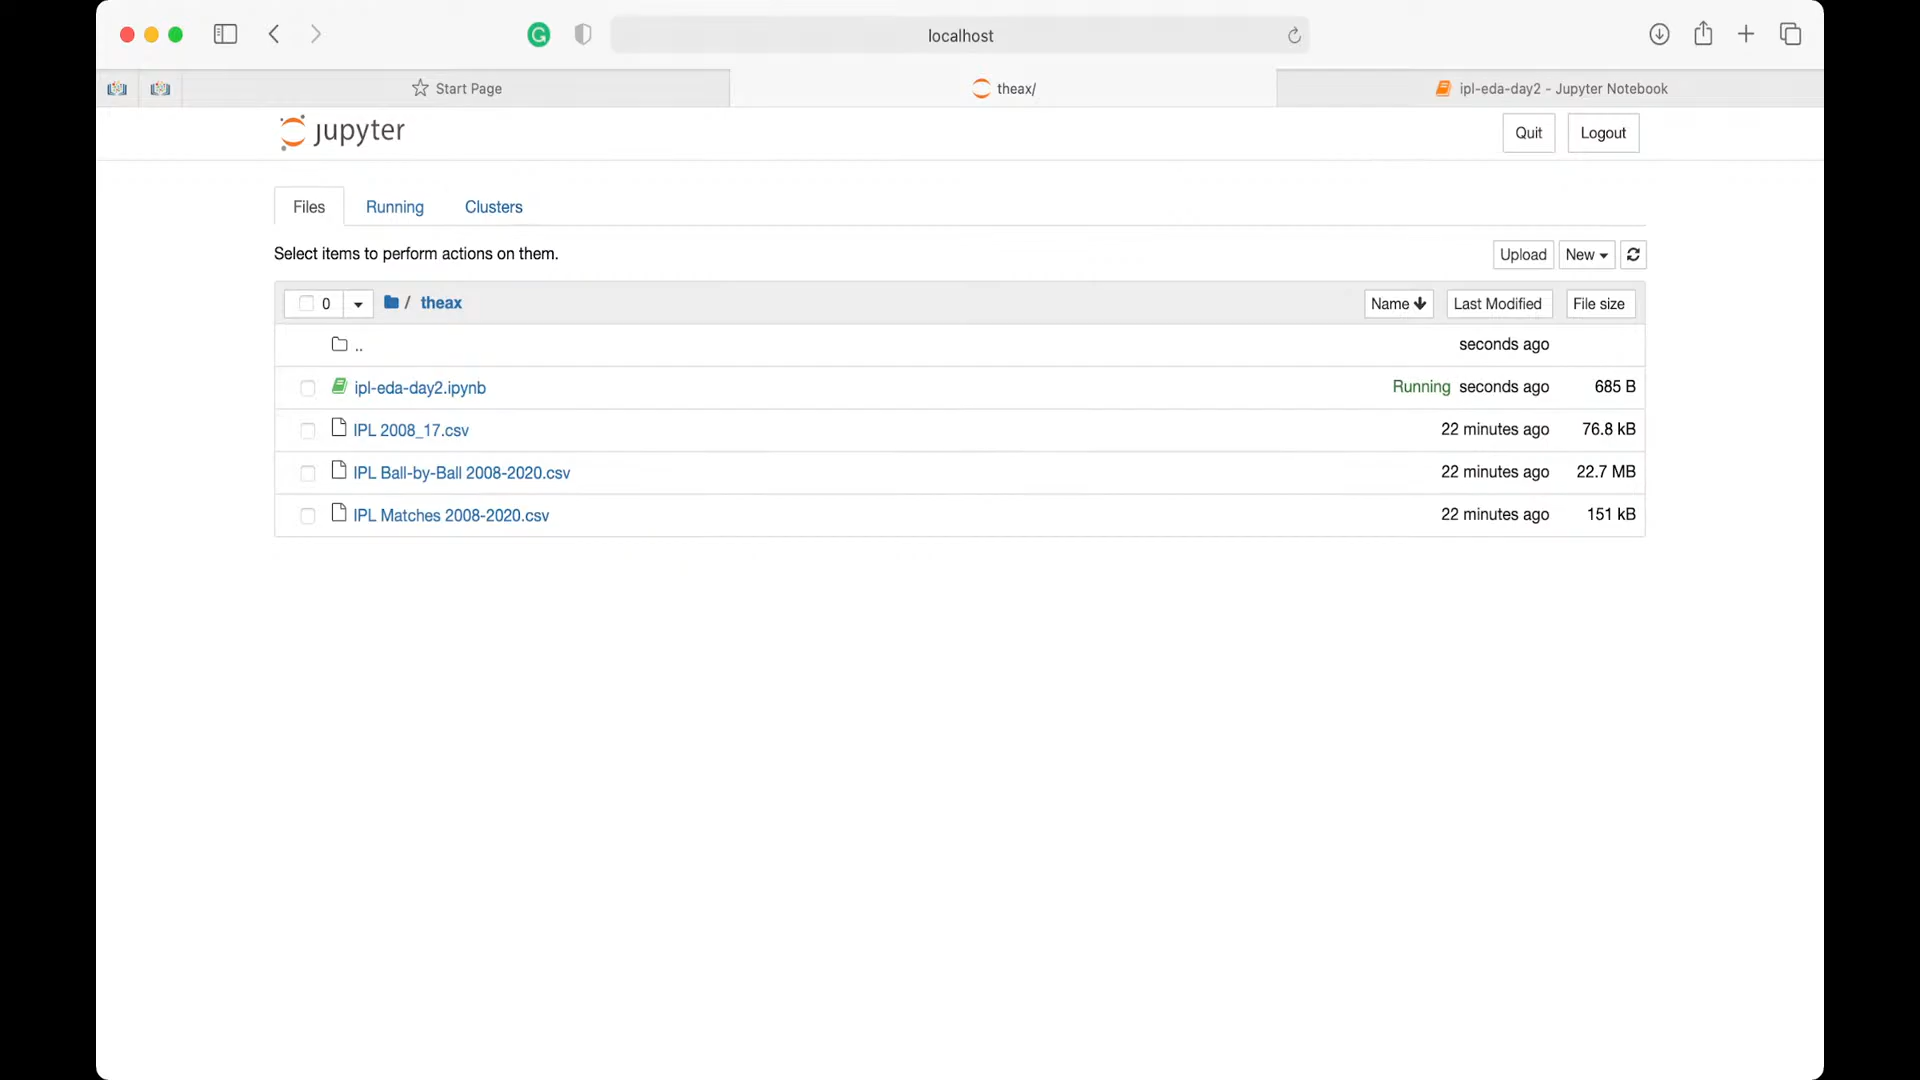 localhost
Start Page
theax/
ipl-eda-day2 - Jupyter Notebook
jupyter
Quit
Logout
Files
Running
Clusters
Select items to perform actions on them.
Upload
New
0
/
theax
Name
Last Modified
File size
..
seconds ago
ipl-eda-day2.ipynb
Running
seconds ago
685 B
IPL 2008_17.csv
22 minutes ago
76.8 kB
IPL Ball-by-Ball 2008-2020.csv
22 minutes ago
22.7 MB
IPL Matches 2008-2020.csv
22 minutes ago
151 kB